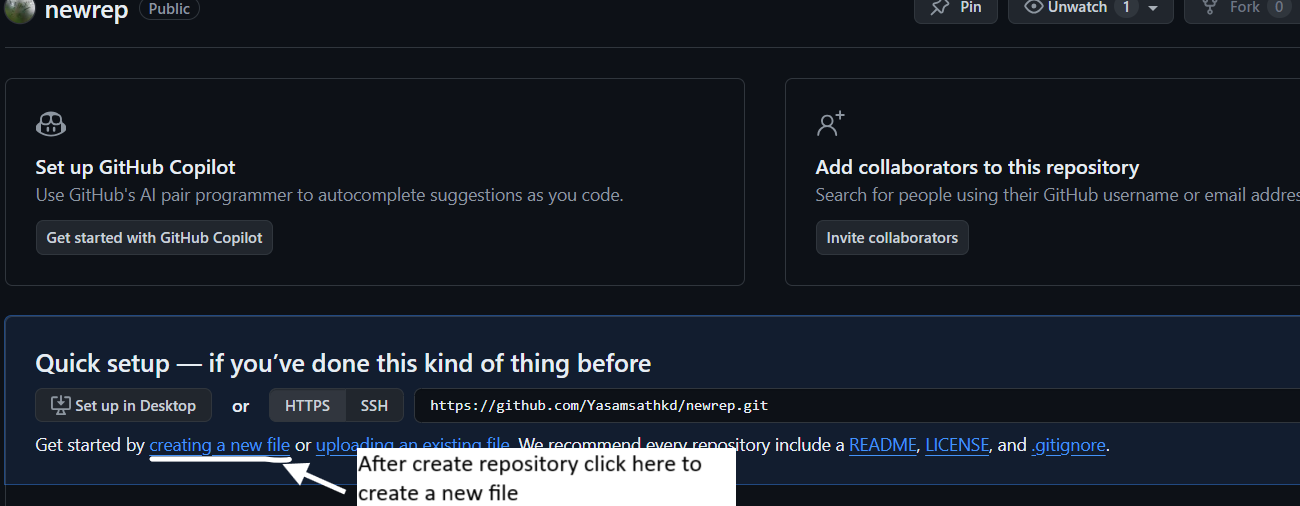 newrep Public Pin Unwatch 1 Fork 0
Set up GitHub Copilot
Use GitHub's AI pair programmer to autocomplete suggestions as you code.
Get started with GitHub Copilot
Add collaborators to this repository
Search for people using their GitHub username or email addres
Invite collaborators
Quick setup — if you’ve done this kind of thing before
Set up in Desktop or HTTPS SSH https://github.com/Yasamsathkd/newrep.git
Get started by creating a new file or uploading an existing file. We recommend every repository include a README, LICENSE, and .gitignore.
After create repository click here to
create a new file